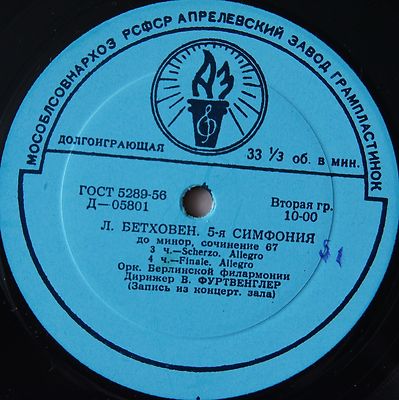 МОСОБЛСОВНАРХОЗ РСФСР АПРЕЛЕВСКИЙ ЗАВОД ГРАМПЛАСТИНОК
АЗ
ДОЛГОИГРАЮЩАЯ
33 1/3 об. в мин.
ГОСТ 5289-56
Д—05801
Вторая гр.
10-00
Л. БЕТХОВЕН. 5-я СИМФОНИЯ
до минор, сочинение 67
3 ч.—Scherzo. Allegro
4 ч.—Finale. Allegro
Орк. Берлинской филармонии
Дирижер В. ФУРТВЕНГЛЕР
(Запись из концерт. зала)